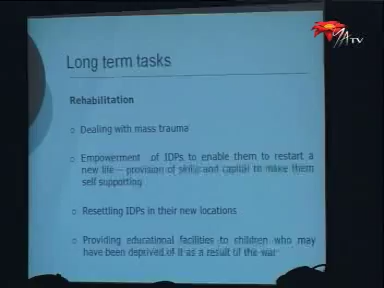 YATV
Long term tasks
Rehabilitation
Dealing with mass trauma
Empowerment of IDPs to enable them to restart a
new life – provision of skills and capital to make them
self supporting
Resettling IDPs in their new locations
Providing educational facilities to children who may
have been deprived of it as a result of the war